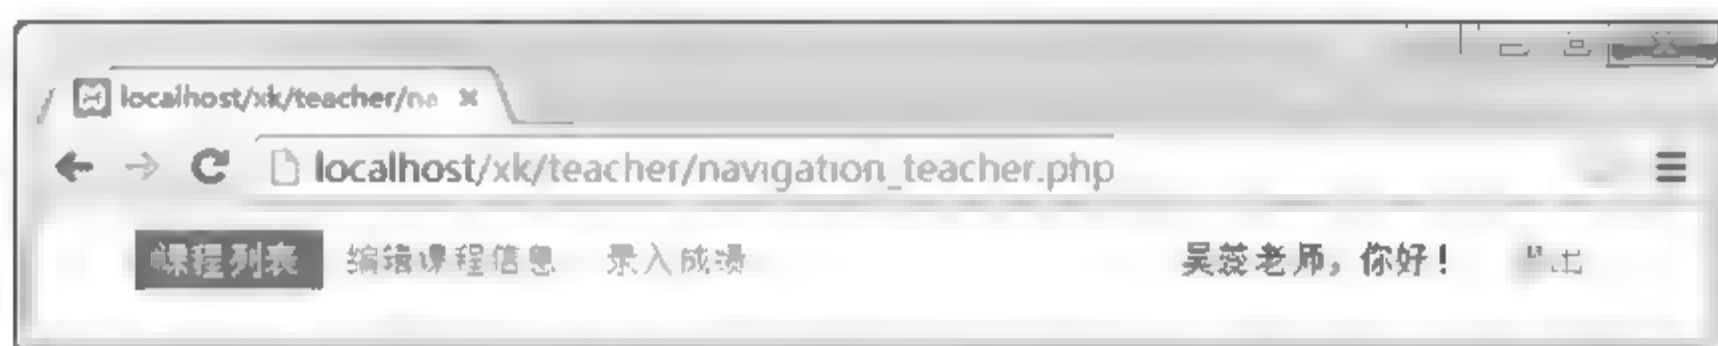 localhost/xk/teacher/na
localhost/xk/teacher/navigation_teacher.php
课程列表 编辑课程信息 录入成绩 吴蕊老师，你好！